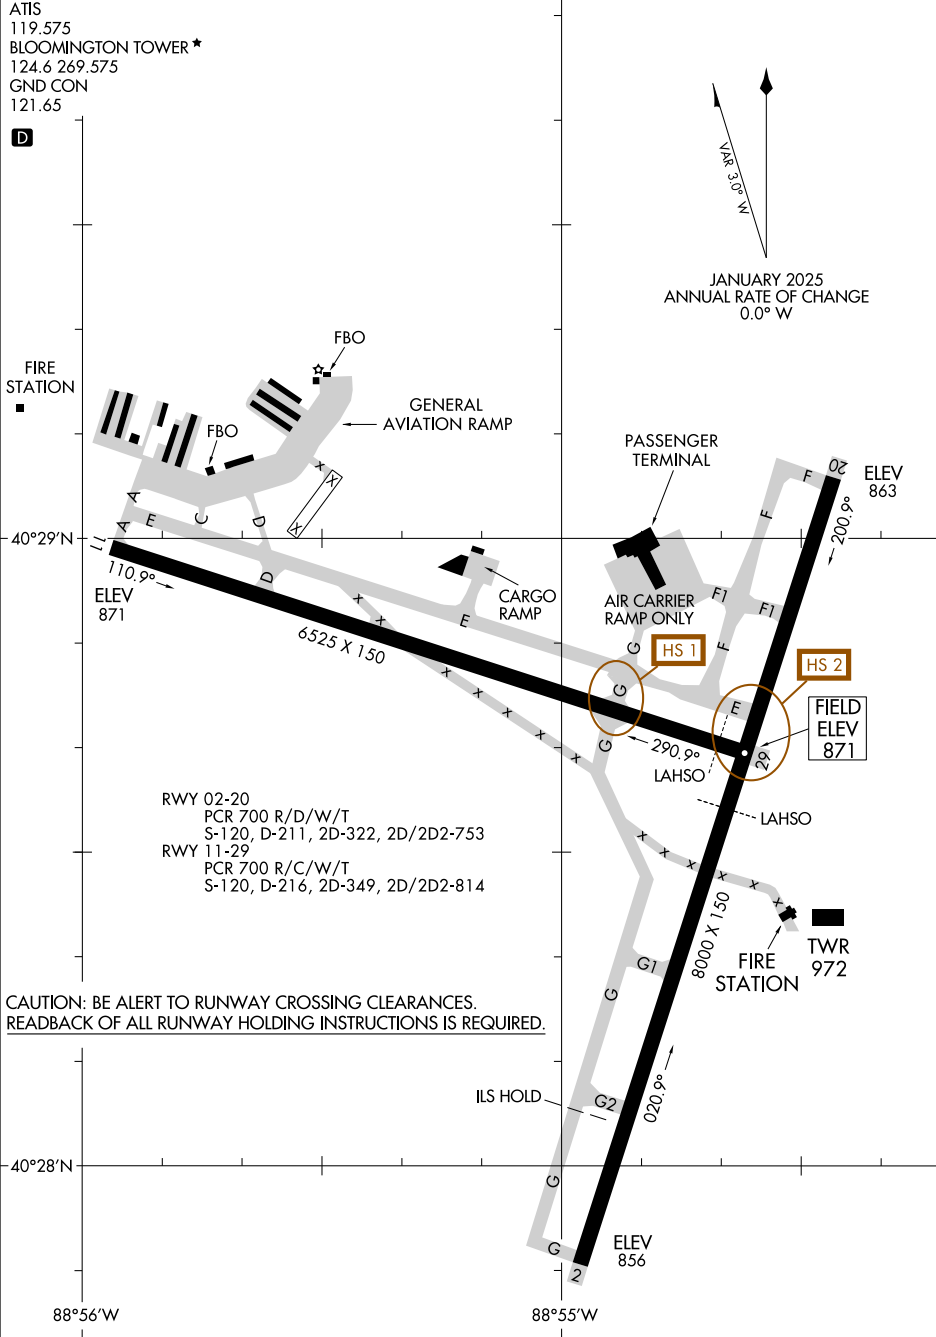 ATIS
119.575
BLOOMINGTON TOWER ★
124.6 269.575
GND CON
121.65
D
VAR 3.0° W
JANUARY 2025
ANNUAL RATE OF CHANGE
0.0° W
FBO
FIRE
STATION
GENERAL
AVIATION RAMP
FBO
PASSENGER
TERMINAL
20
ELEV
863
F
A
A
E
C
D
X
X
X
F
200.9°
40°29'N
11
110.9°
ELEV
871
D
X
X
CARGO
RAMP
E
AIR CARRIER
RAMP ONLY
F1
F1
6525 X 150
G
HS 1
F
HS 2
X
X
X
X
X
G
G
E
FIELD
ELEV
871
290.9°
29
LAHSO
LAHSO
RWY 02-20
PCR 700 R/D/W/T
S-120, D-211, 2D-322, 2D/2D2-753
RWY 11-29
PCR 700 R/C/W/T
S-120, D-216, 2D-349, 2D/2D2-814
X
X
X
X
X
X
8000 X 150
FIRE
STATION
TWR
972
G1
G
CAUTION: BE ALERT TO RUNWAY CROSSING CLEARANCES.
READBACK OF ALL RUNWAY HOLDING INSTRUCTIONS IS REQUIRED.
ILS HOLD
G2
020.9°
40°28'N
G
G
ELEV
856
2
88°56'W
88°55'W